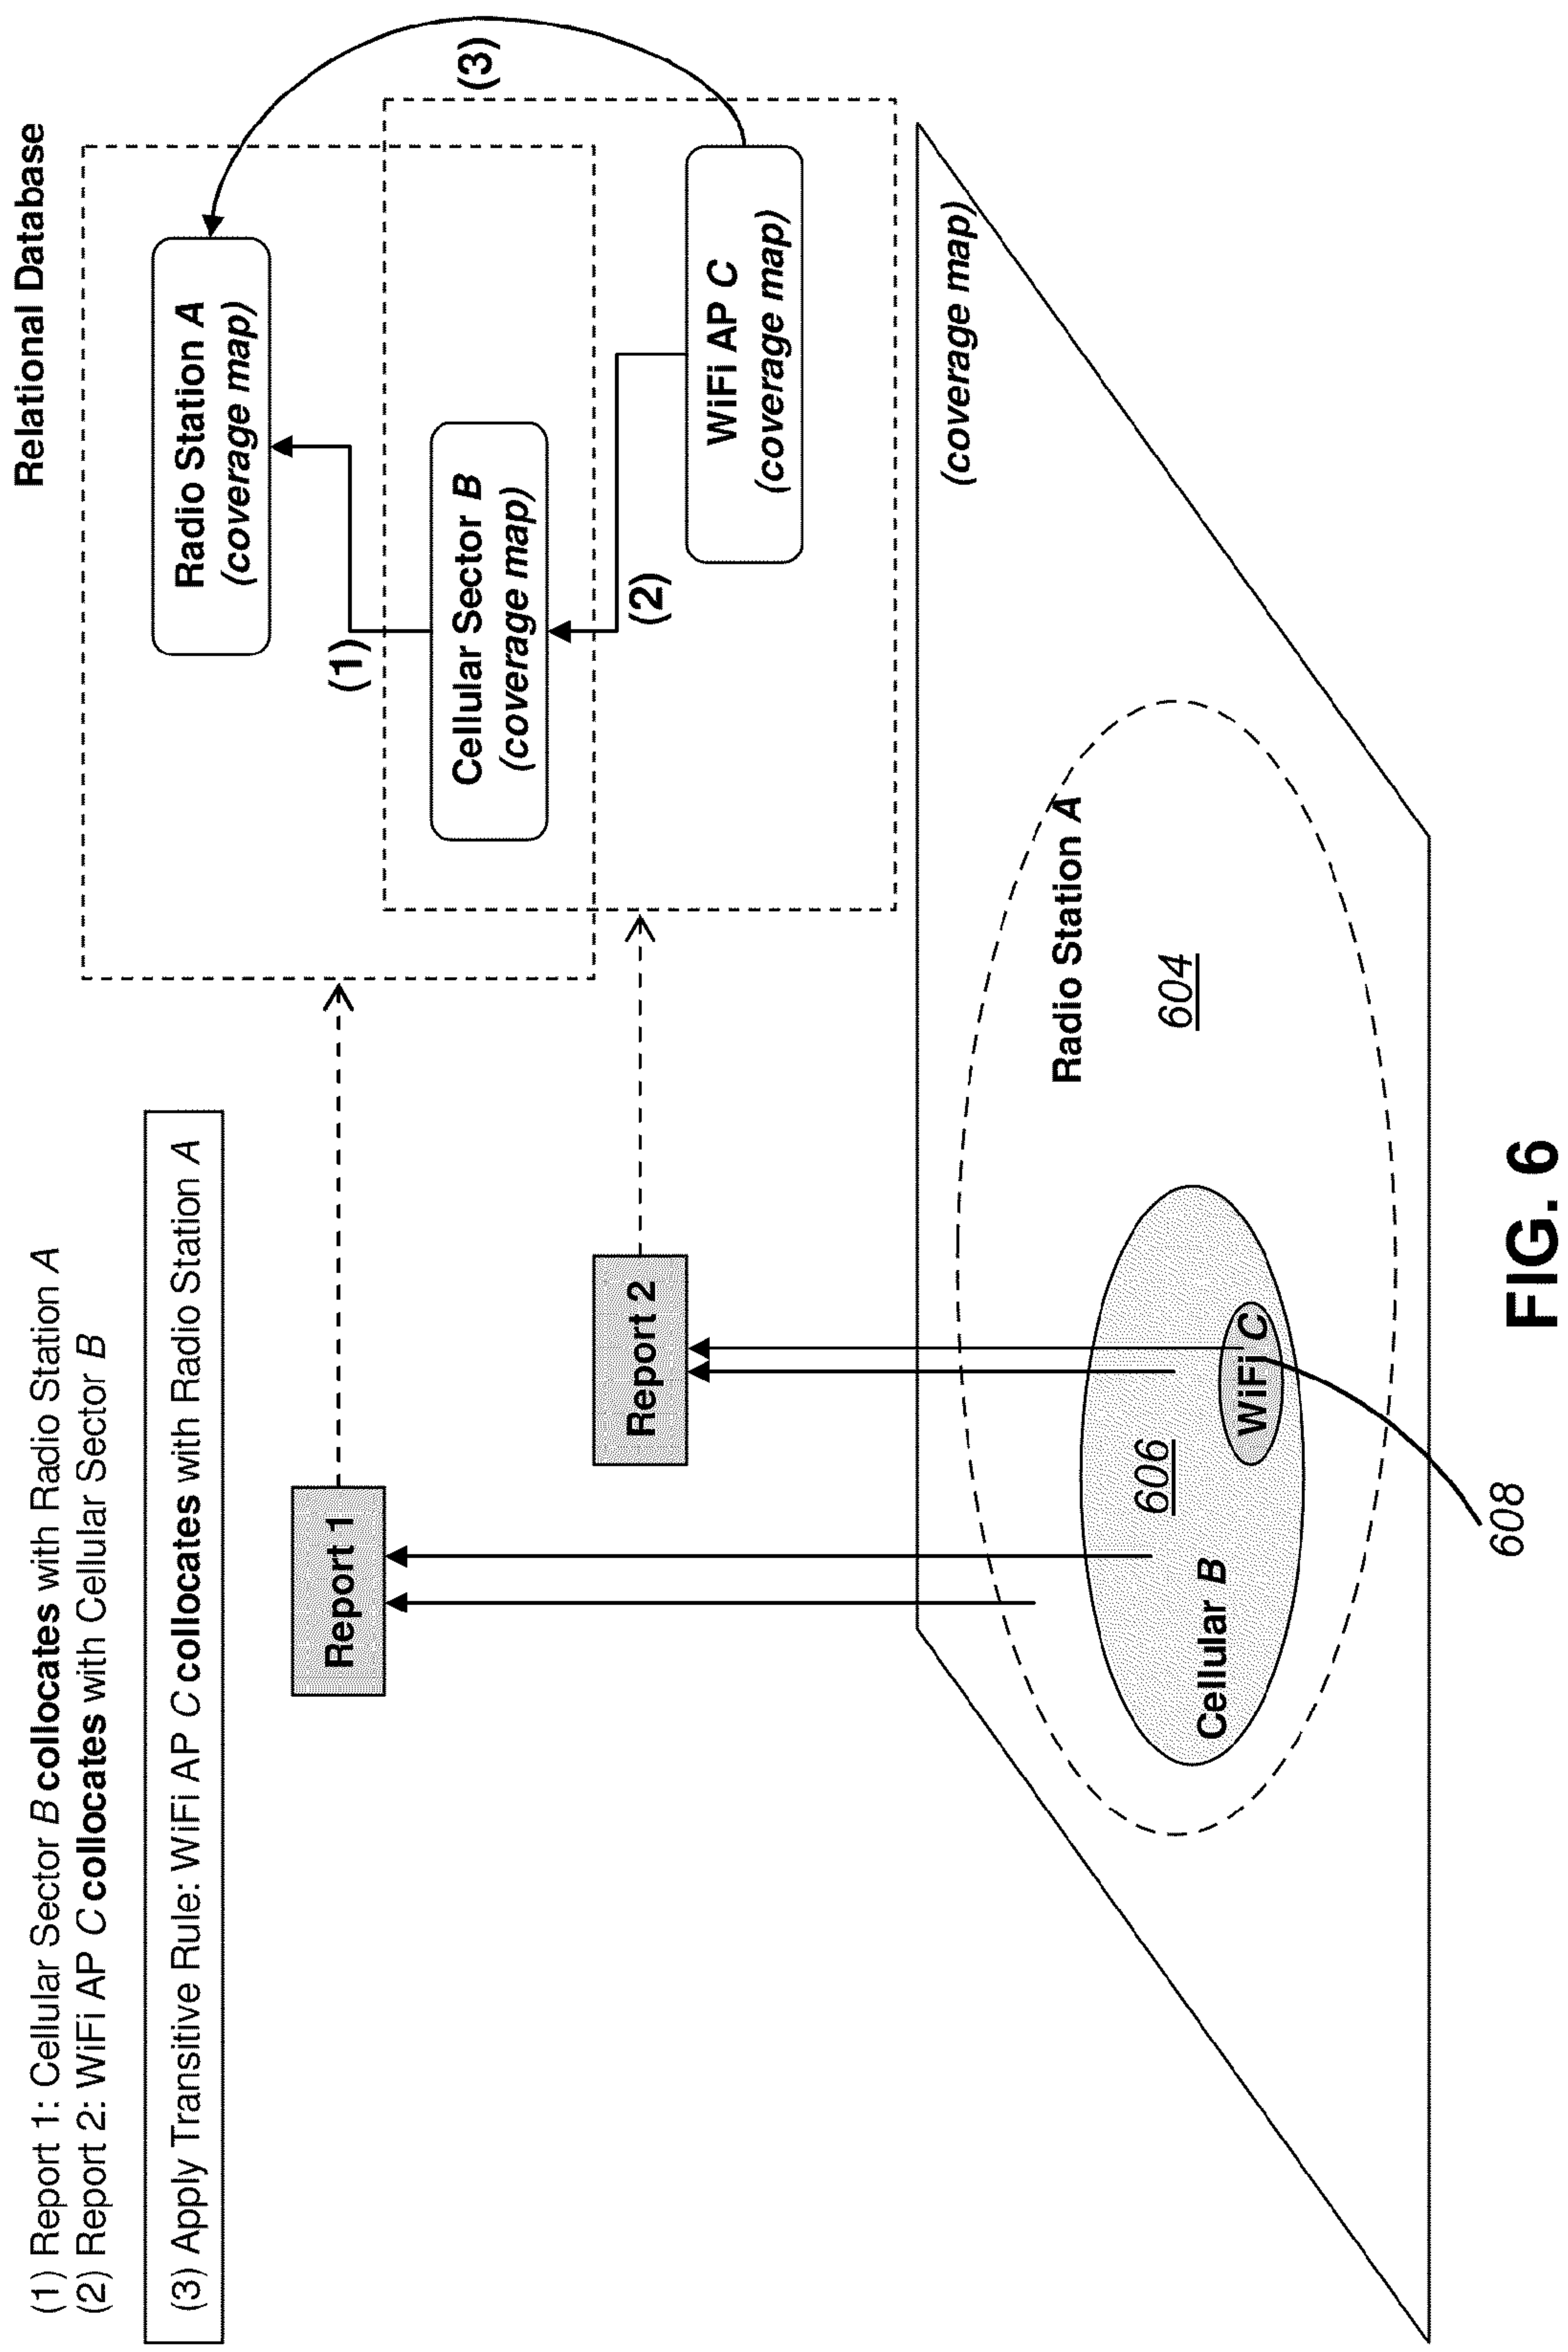 (1) Report 1: Cellular Sector B collocates with Radio Station A
(2) Report 2: WiFi AP C collocates with Cellular Sector B
(3) Apply Transitive Rule: WiFi AP C collocates with Radio Station A
Relational Database
Radio Station A
(coverage map)
(1)
(3)
Cellular Sector B
(coverage map)
(2)
WiFi AP C
(coverage map)
Report 1
Report 2
(coverage map)
Radio Station A
604
606
Cellular B
WiFi C
608
FIG. 6